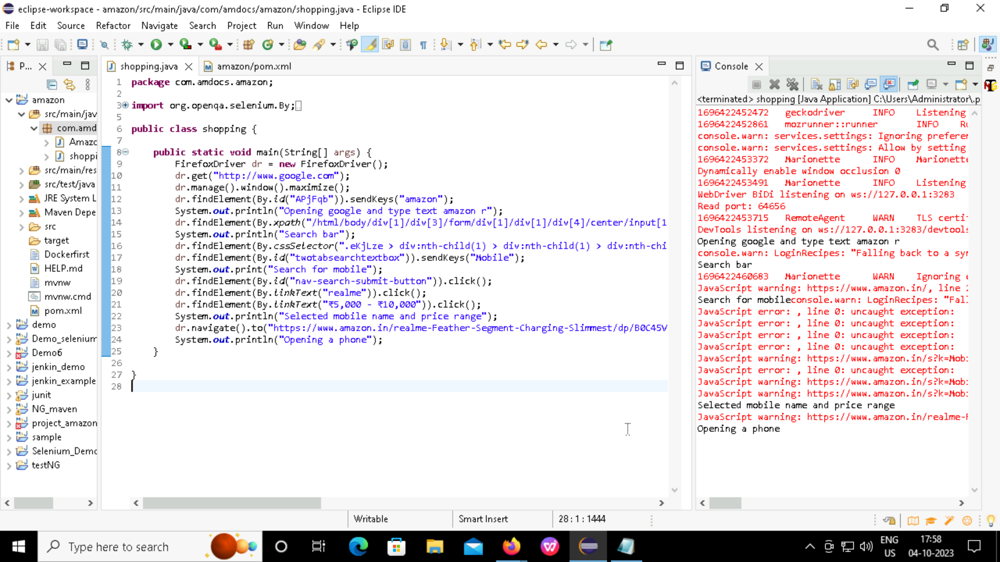 eclipse-workspace - amazon/src/main/java/com/amdocs/amazon/shopping.java - Eclipse IDE
File Edit Source Refactor Navigate Search Project Run Window Help
P...
shopping.java
amazon/pom.xml
Console
amazon
src/main/jav
com.amd
Amazo
shoppi
src/main/res
src/test/java
JRE System L
Maven Depe
src
target
Dockerfirst
HELP.md
mvnw
mvnw.cmd
pom.xml
demo
Demo_selenium
Demo6
jenkin_demo
jenkin_example
junit
NG_maven
project_amazon
sample
Selenium_Demo
testNG
1 package com.amdocs.amazon;
2
3 import org.openqa.selenium.By;
5
6 public class shopping {
7
8 public static void main(String[] args) {
9 FirefoxDriver dr = new FirefoxDriver();
10 dr.get("http://www.google.com");
11 dr.manage().window().maximize();
12 dr.findElement(By.id("APjFqb")).sendKeys("amazon");
13 System.out.println("Opening google and type text amazon r");
14 dr.findElement(By.xpath("/html/body/div[1]/div[3]/form/div[1]/div[1]/div[4]/center/input[1
15 System.out.println("Search bar");
16 dr.findElement(By.cssSelector(".eKjLze > div:nth-child(1) > div:nth-child(1) > div:nth-chi
17 dr.findElement(By.id("twotabsearchtextbox")).sendKeys("Mobile");
18 System.out.print("Search for mobile");
19 dr.findElement(By.id("nav-search-submit-button")).click();
20 dr.findElement(By.linkText("realme")).click();
21 dr.findElement(By.linkText("₹5,000 - ₹10,000")).click();
22 System.out.println("Selected mobile name and price range");
23 dr.navigate().to("https://www.amazon.in/realme-Feather-Segment-Charging-Slimmest/dp/B0C45V
24 System.out.println("Opening a phone");
25 }
26
27 }
28
<terminated> shopping [Java Application] C:\Users\Administrator\.p
1696422452472 geckodriver INFO Listening
1696422452861 mozrunner::runner INFO Ru
console.warn: services.settings: Ignoring preferen
console.warn: services.settings: Allow by setting
1696422453372 Marionette INFO Marionette
Dynamically enable window occlusion 0
1696422453491 Marionette INFO Listening
WebDriver BiDi listening on ws://127.0.0.1:3283
Read port: 64656
1696422453715 RemoteAgent WARN TLS certi
DevTools listening on ws://127.0.0.1:3283/devtools
Opening google and type text amazon r
console.warn: LoginRecipes: "Falling back to a syn
Search bar
1696422460683 Marionette WARN Ignoring e
JavaScript warning: https://www.amazon.in/, line
Search for mobileconsole.warn: LoginRecipes: "Fall
JavaScript error: , line 0: uncaught exception:
JavaScript error: , line 0: uncaught exception:
JavaScript error: , line 0: uncaught exception:
JavaScript error: , line 0: uncaught exception:
JavaScript warning: https://www.amazon.in/s?k=Mob
JavaScript error: , line 0: uncaught exception:
JavaScript warning: https://www.amazon.in/s?k=Mob
JavaScript warning: https://www.amazon.in/s?k=Mob
Selected mobile name and price range
JavaScript warning: https://www.amazon.in/realme-F
Opening a phone
Writable
Smart Insert
28 : 1 : 1444
Type here to search
ENG
US
17:58
04-10-2023